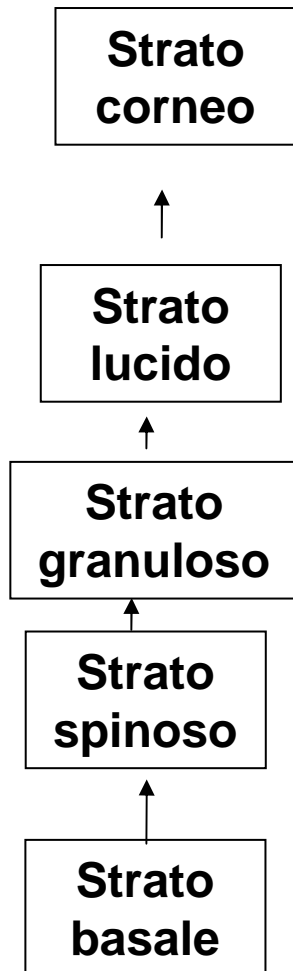 Strato
corneo
Strato
lucido
Strato
granuloso
Strato
spinoso
Strato
basale